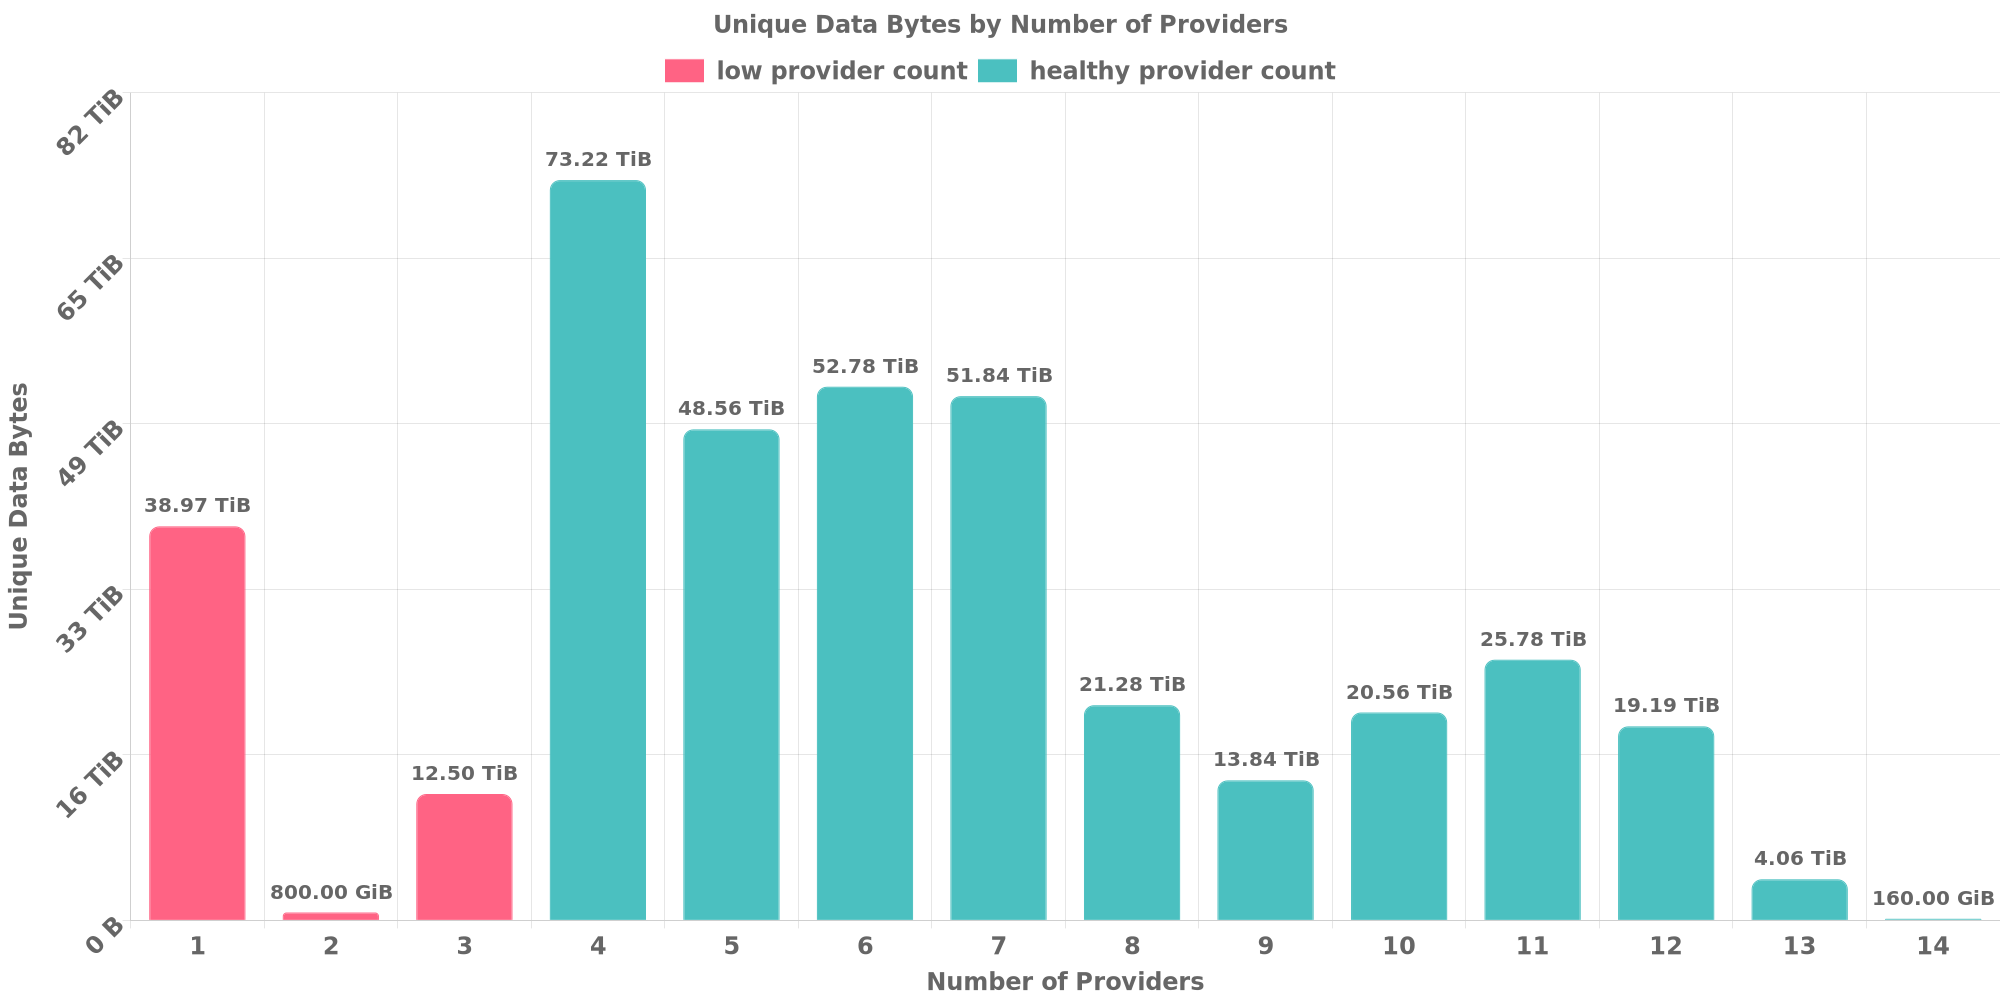 Unique Data Bytes by Number of Providers
low provider count healthy provider count
Unique Data Bytes
82 TiB
65 TiB
49 TiB
33 TiB
16 TiB
0 B
38.97 TiB
800.00 GiB
12.50 TiB
73.22 TiB
48.56 TiB
52.78 TiB
51.84 TiB
21.28 TiB
13.84 TiB
20.56 TiB
25.78 TiB
19.19 TiB
4.06 TiB
160.00 GiB
1 2 3 4 5 6 7 8 9 10 11 12 13 14
Number of Providers